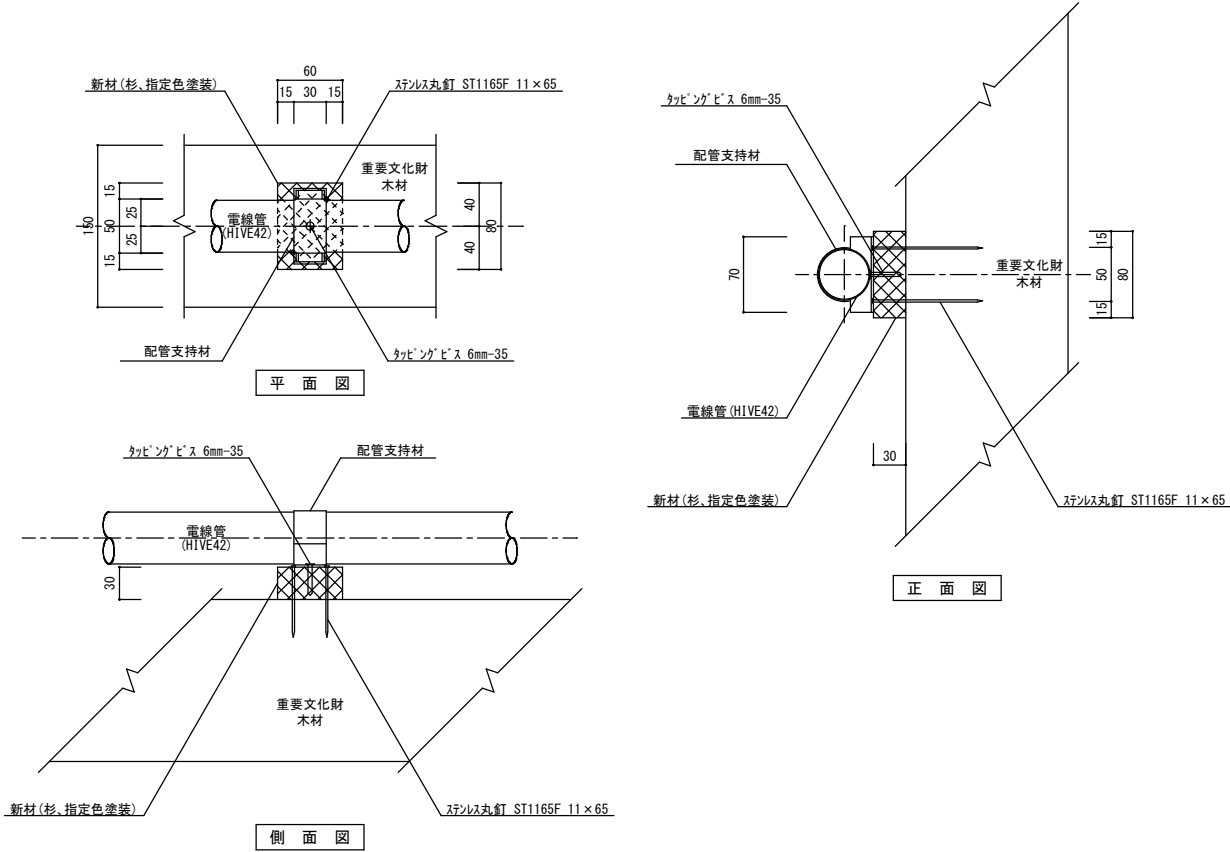 60
15 30 15
新材(杉、指定色塗装)
ステンレス丸釘 ST1165F 11×65
重要文化財
木材
150
15
50
15
25
25
電線管
(HIVE42)
40
40
80
配管支持材
タッピングビス 6mm-35
平面図
タッピングビス 6mm-35
配管支持材
電線管
(HIVE42)
30
重要文化財
木材
新材(杉、指定色塗装)
ステンレス丸釘 ST1165F 11×65
側面図
タッピングビス 6mm-35
配管支持材
70
重要文化財
木材
15
50
15
80
電線管(HIVE42)
30
新材(杉、指定色塗装)
ステンレス丸釘 ST1165F 11×65
正面図